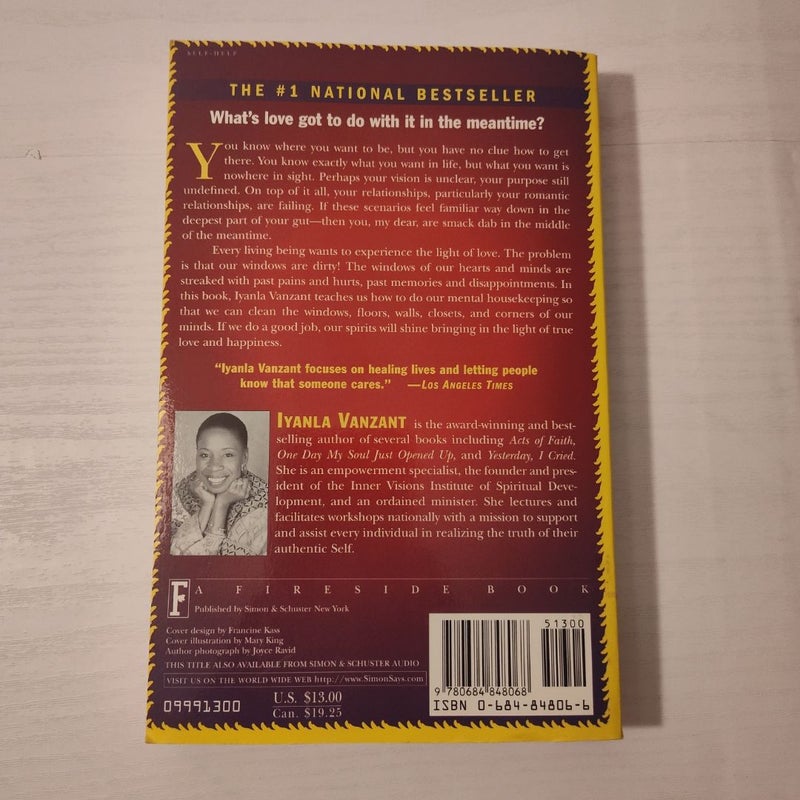 SELF-HELP
THE #1 NATIONAL BESTSELLER
What's love got to do with it in the meantime?
You know where you want to be, but you have no clue how to get
there. You know exactly what you want in life, but what you want is
nowhere in sight. Perhaps your vision is unclear, your purpose still
undefined. On top of it all, your relationships, particularly your romantic
relationships, are failing. If these scenarios feel familiar way down in the
deepest part of your gut—then you, my dear, are smack dab in the middle
of the meantime.
Every living being wants to experience the light of love. The problem
is that our windows are dirty! The windows of our hearts and minds are
streaked with past pains and hurts, past memories and disappointments. In
this book, Iyanla Vanzant teaches us how to do our mental housekeeping so
that we can clean the windows, floors, walls, closets, and corners of our
minds. If we do a good job, our spirits will shine bringing in the light of true
love and happiness.
"Iyanla Vanzant focuses on healing lives and letting people
know that someone cares." —LOS ANGELES TIMES
IYANLA VANZANT is the award-winning and best-
selling author of several books including Acts of Faith,
One Day My Soul Just Opened Up, and Yesterday, I Cried.
She is an empowerment specialist, the founder and pres-
ident of the Inner Visions Institute of Spiritual Deve-
lopment, and an ordained minister. She lectures and
facilitates workshops nationally with a mission to support
and assist every individual in realizing the truth of their
authentic Self.
F A FIRESIDE BOOK
Published by Simon & Schuster New York
Cover design by Francine Kass
Cover illustration by Mary King
Author photography by Joyce Ravid
THIS TITLE ALSO AVAILABLE FROM SIMON & SCHUSTER AUDIO
VISIT US ON THE WORLD WIDE WEB http://www.SimonSays.com
09991300
U.S. $13.00
Can. $19.25
51300
9 780684 848068
ISBN 0-684-84806-6